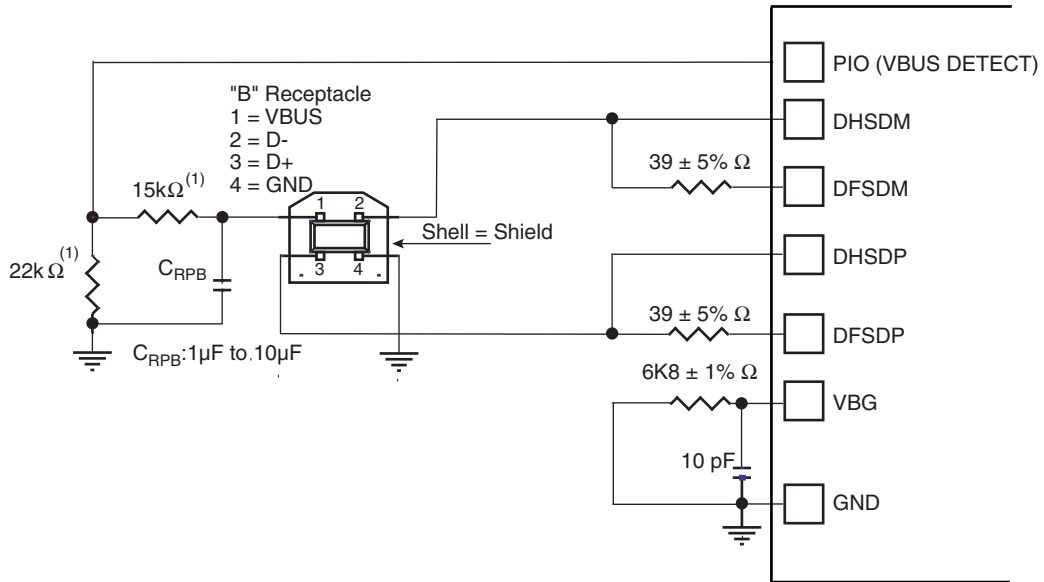 PIO (VBUS DETECT)
"B" Receptacle
1 = VBUS
2 = D-
3 = D+
4 = GND
DHSDM
39 ± 5% Ω
DFSDM
15kΩ(1)
1 2
Shell = Shield
3 4
DHSDP
22kΩ(1)
CRPB
39 ± 5% Ω
DFSDP
CRPB:1µF to 10µF
6K8 ± 1% Ω
VBG
10 pF
GND